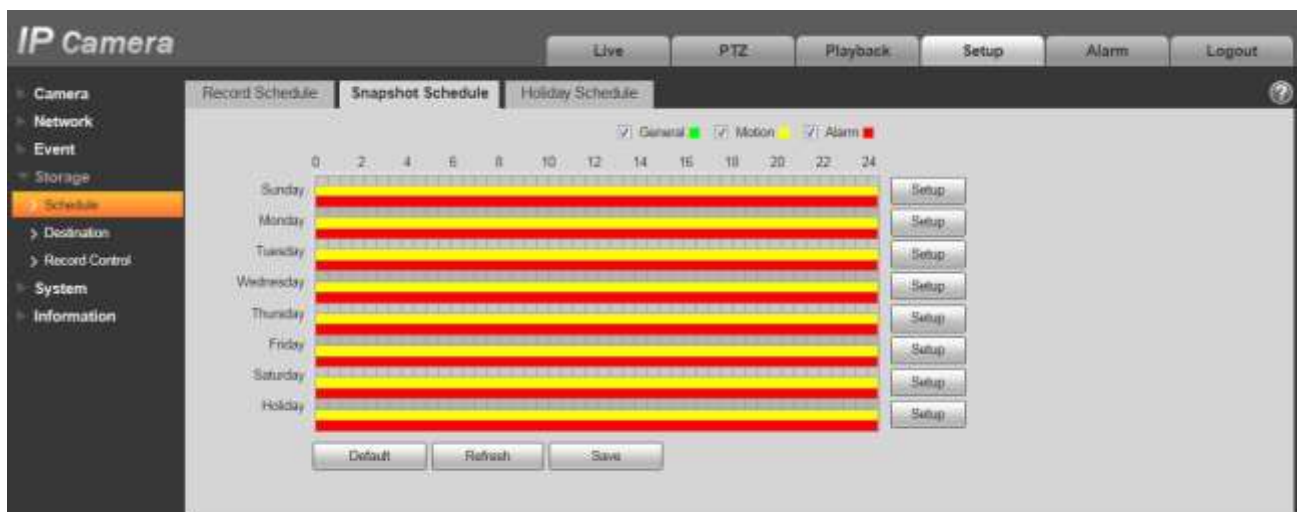 IP Camera
Live PTZ Playback Setup Alarm Logout
Camera
Network
Event
Storage
Schedule
Destination
Record Control
System
Information
Record Schedule Snapshot Schedule Holiday Schedule ?
General Motion Alarm
0 2 4 6 8 10 12 14 16 18 20 22 24
Sunday Setup
Monday Setup
Tuesday Setup
Wednesday Setup
Thursday Setup
Friday Setup
Saturday Setup
Holiday Setup
Default Refresh Save